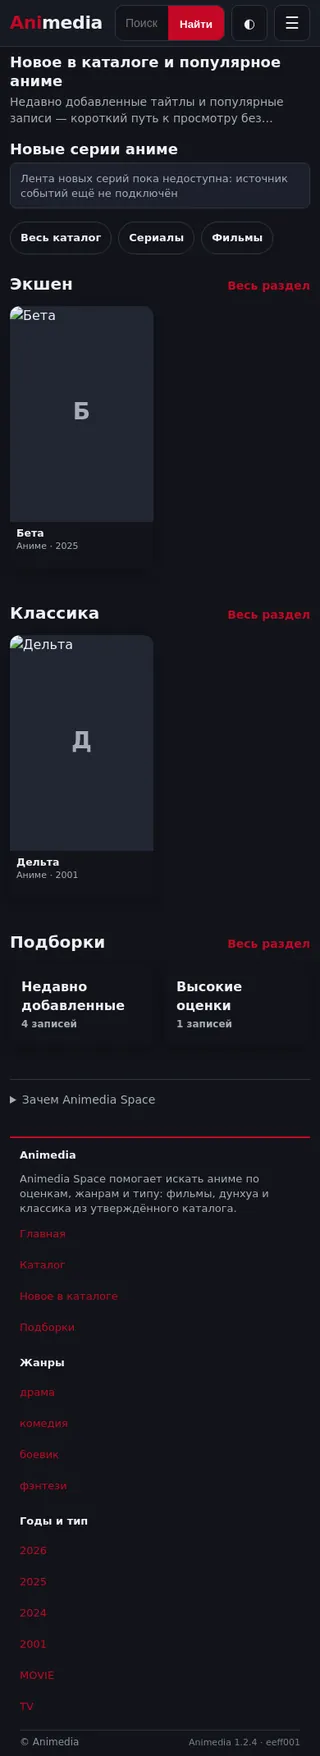 Animedia
Поиск
Найти
Новое в каталоге и популярное
аниме
Недавно добавленные тайтлы и популярные
записи — короткий путь к просмотру без…
Новые серии аниме
Лента новых серий пока недоступна: источник
событий ещё не подключён
Весь каталог
Сериалы
Фильмы
Экшен
Весь раздел
Бета
Б
Бета
Аниме · 2025
Классика
Весь раздел
Дельта
Д
Дельта
Аниме · 2001
Подборки
Весь раздел
Недавно
добавленные
4 записей
Высокие
оценки
1 записей
Зачем Animedia Space
Animedia
Animedia Space помогает искать аниме по
оценкам, жанрам и типу: фильмы, дунхуа и
классика из утверждённого каталога.
Главная
Каталог
Новое в каталоге
Подборки
Жанры
драма
комедия
боевик
фэнтези
Годы и тип
2026
2025
2024
2001
MOVIE
TV
© Animedia
Animedia 1.2.4 · eeff001